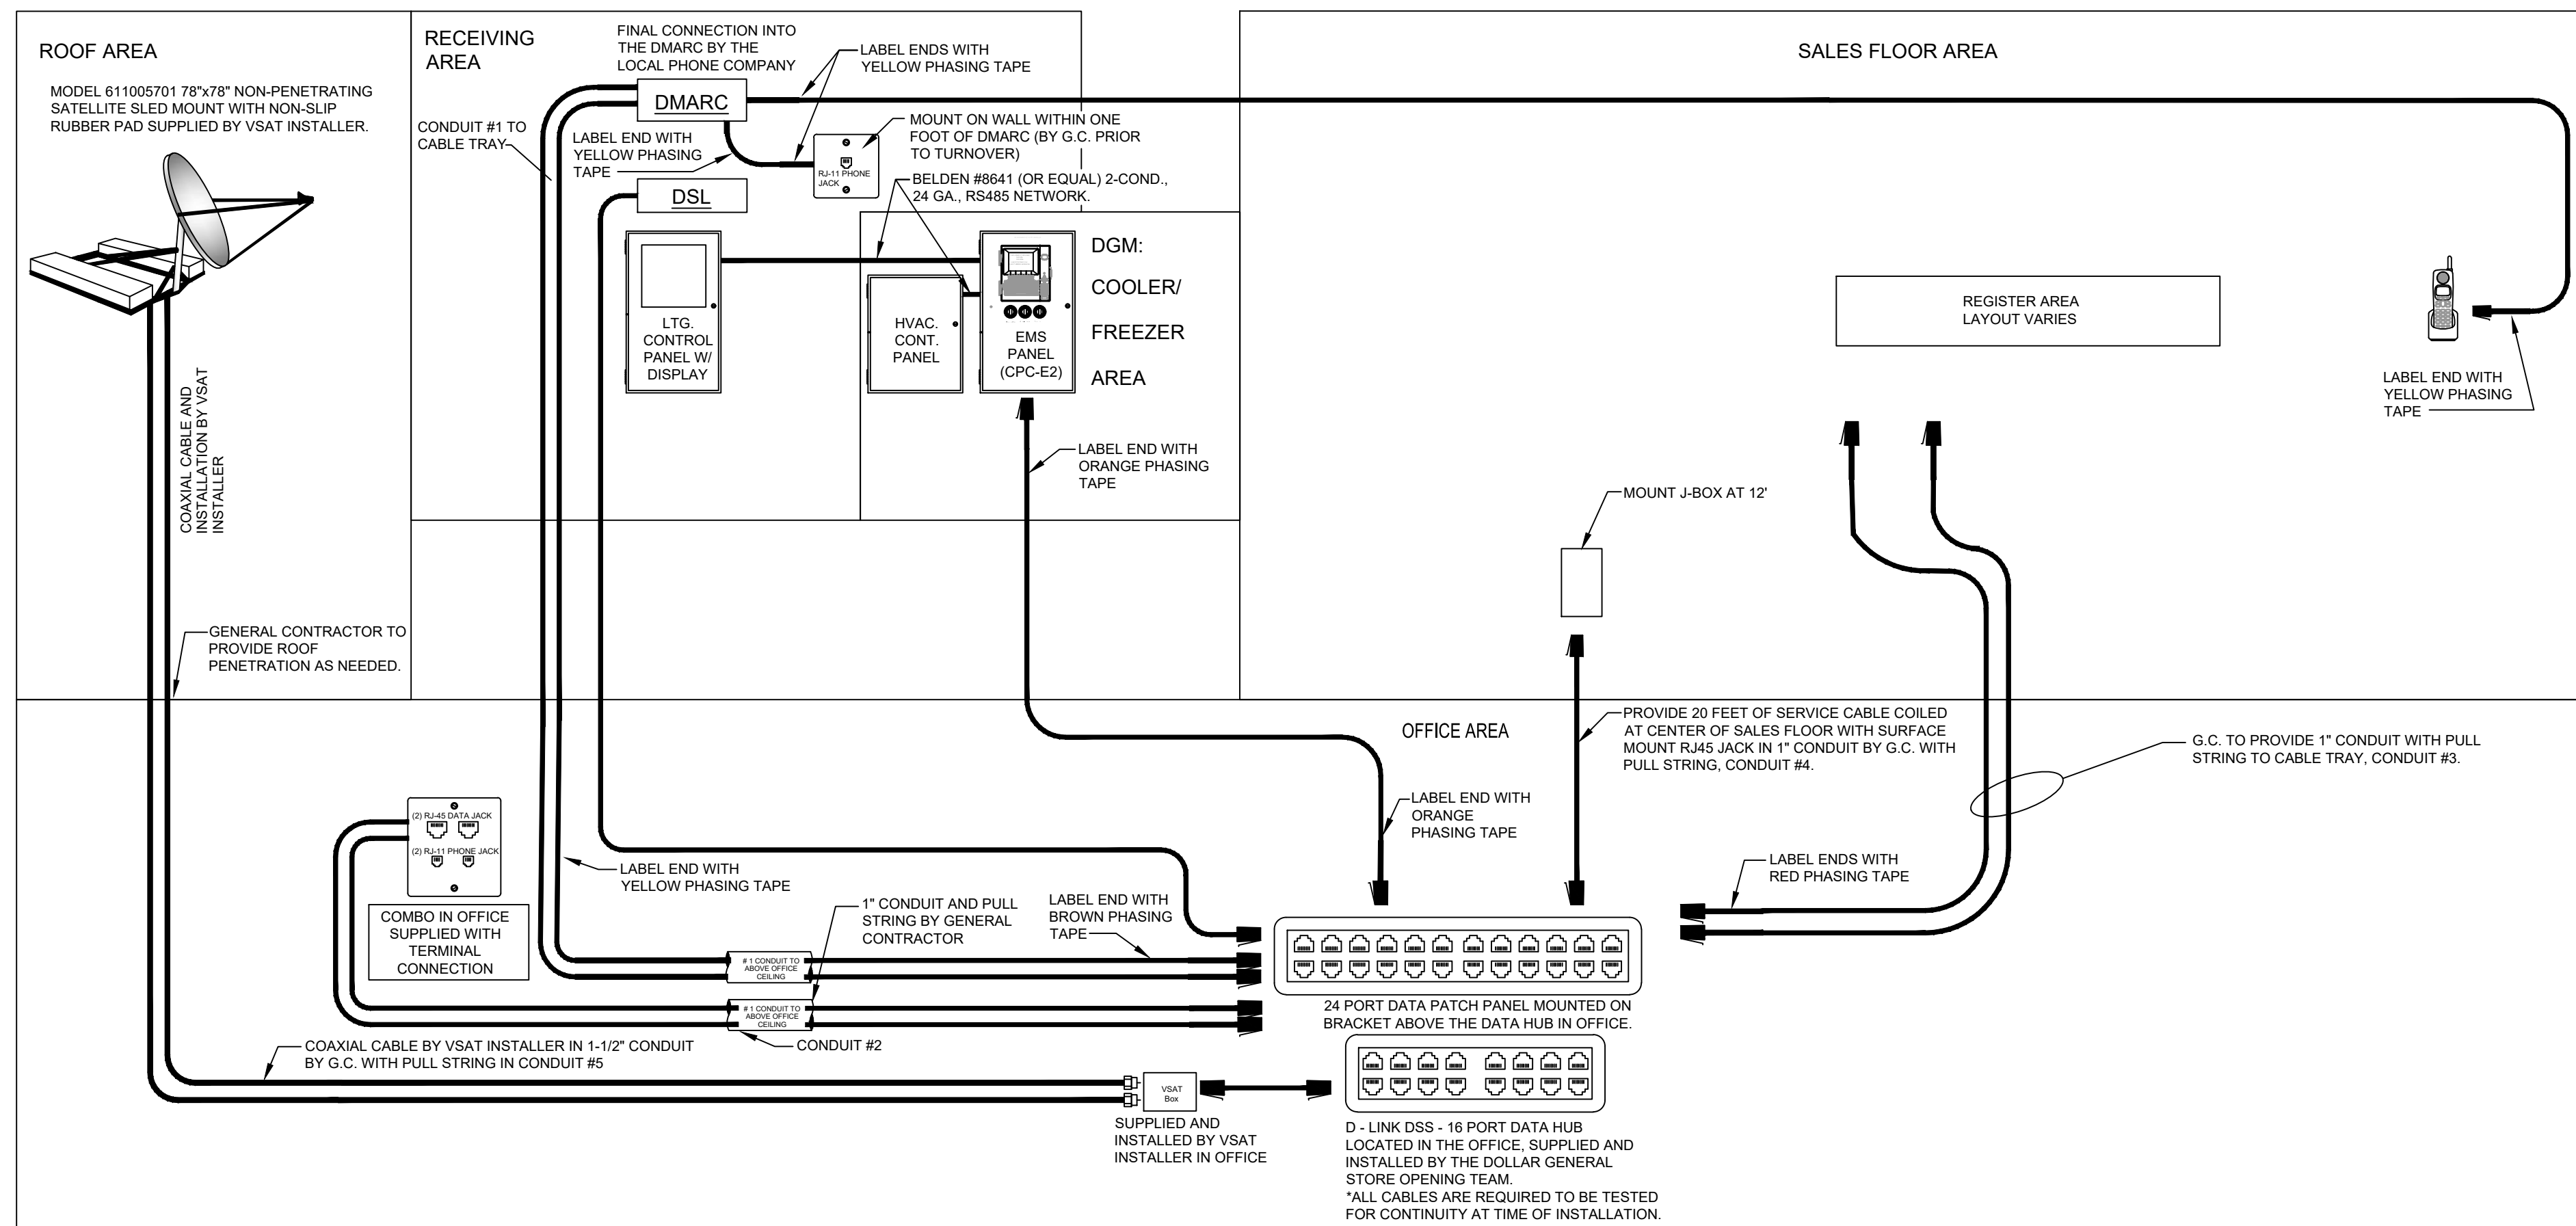 ROOF AREA
MODEL 611005701 78"x78" NON-PENETRATING
SATELLITE SLED MOUNT WITH NON-SLIP
RUBBER PAD SUPPLIED BY VSAT INSTALLER.
COAXIAL CABLE AND
INSTALLATION BY VSAT
INSTALLER
GENERAL CONTRACTOR TO
PROVIDE ROOF
PENETRATION AS NEEDED.
RECEIVING
AREA
FINAL CONNECTION INTO
THE DMARC BY THE
LOCAL PHONE COMPANY
LABEL ENDS WITH
YELLOW PHASING TAPE
DMARC
CONDUIT #1 TO
CABLE TRAY
LABEL END WITH
YELLOW PHASING
TAPE
RJ-11 PHONE
JACK
MOUNT ON WALL WITHIN ONE
FOOT OF DMARC (BY G.C. PRIOR
TO TURNOVER)
BELDEN #8641 (OR EQUAL) 2-COND.,
24 GA., RS485 NETWORK.
DSL
LTG.
CONTROL
PANEL W/
DISPLAY
HVAC.
CONT.
PANEL
EMS
PANEL
(CPC-E2)
DGM:
COOLER/
FREEZER
AREA
LABEL END WITH
ORANGE PHASING
TAPE
SALES FLOOR AREA
REGISTER AREA
LAYOUT VARIES
LABEL END WITH
YELLOW PHASING
TAPE
MOUNT J-BOX AT 12'
OFFICE AREA
PROVIDE 20 FEET OF SERVICE CABLE COILED
AT CENTER OF SALES FLOOR WITH SURFACE
MOUNT RJ45 JACK IN 1" CONDUIT BY G.C. WITH
PULL STRING, CONDUIT #4.
G.C. TO PROVIDE 1" CONDUIT WITH PULL
STRING TO CABLE TRAY, CONDUIT #3.
LABEL END WITH
ORANGE
PHASING TAPE
LABEL ENDS WITH
RED PHASING TAPE
(2) RJ-45 DATA JACK
(2) RJ-11 PHONE JACK
COMBO IN OFFICE
SUPPLIED WITH
TERMINAL
CONNECTION
LABEL END WITH
YELLOW PHASING TAPE
1" CONDUIT AND PULL
STRING BY GENERAL
CONTRACTOR
LABEL END WITH
BROWN PHASING
TAPE
# 1 CONDUIT TO
ABOVE OFFICE
CEILING
# 1 CONDUIT TO
ABOVE OFFICE
CEILING
CONDUIT #2
24 PORT DATA PATCH PANEL MOUNTED ON
BRACKET ABOVE THE DATA HUB IN OFFICE.
COAXIAL CABLE BY VSAT INSTALLER IN 1-1/2" CONDUIT
BY G.C. WITH PULL STRING IN CONDUIT #5
VSAT
Box
SUPPLIED AND
INSTALLED BY VSAT
INSTALLER IN OFFICE
D - LINK DSS - 16 PORT DATA HUB
LOCATED IN THE OFFICE, SUPPLIED AND
INSTALLED BY THE DOLLAR GENERAL
STORE OPENING TEAM.
*ALL CABLES ARE REQUIRED TO BE TESTED
FOR CONTINUITY AT TIME OF INSTALLATION.